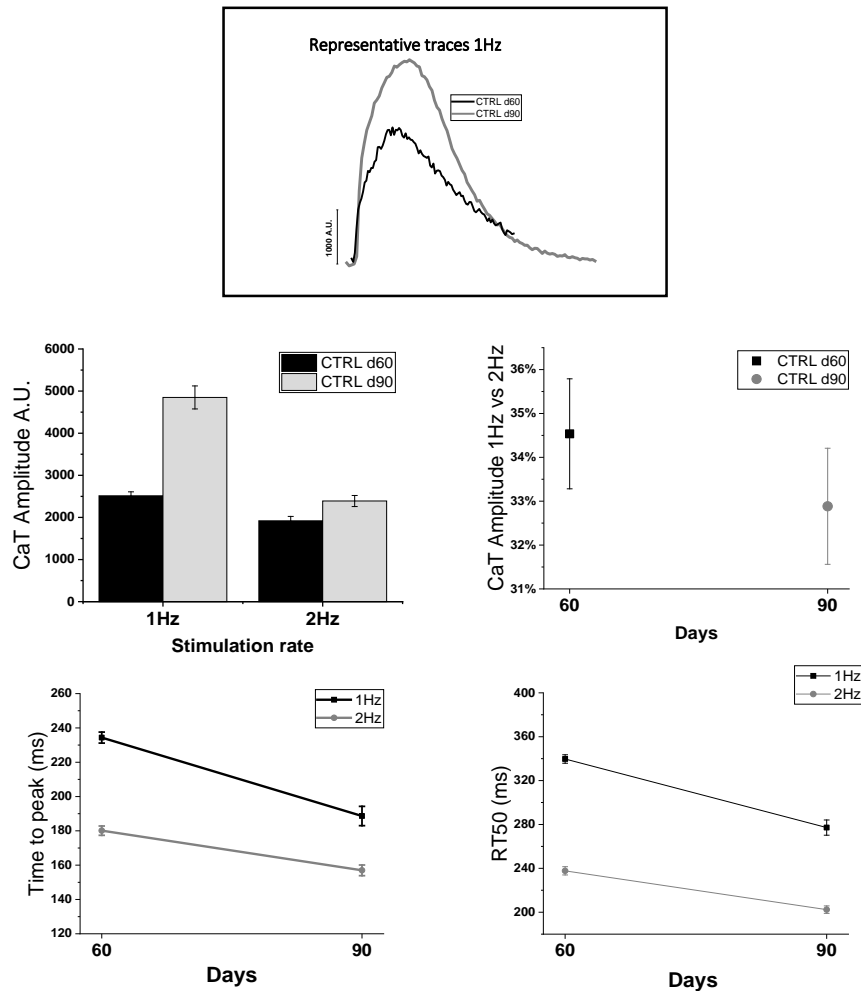 Representative traces 1Hz
CTRL d60
CTRL d90
1000 A.U.
CaT Amplitude A.U.
6000
5000
4000
3000
2000
1000
0
CTRL d60
CTRL d90
1Hz
2Hz
Stimulation rate
CaT Amplitude 1Hz vs 2Hz
36%
35%
34%
33%
32%
31%
CTRL d60
CTRL d90
60
90
Days
Time to peak (ms)
260
240
220
200
180
160
140
120
1Hz
2Hz
60
90
Days
RT50 (ms)
400
360
320
280
240
200
1Hz
2Hz
60
90
Days